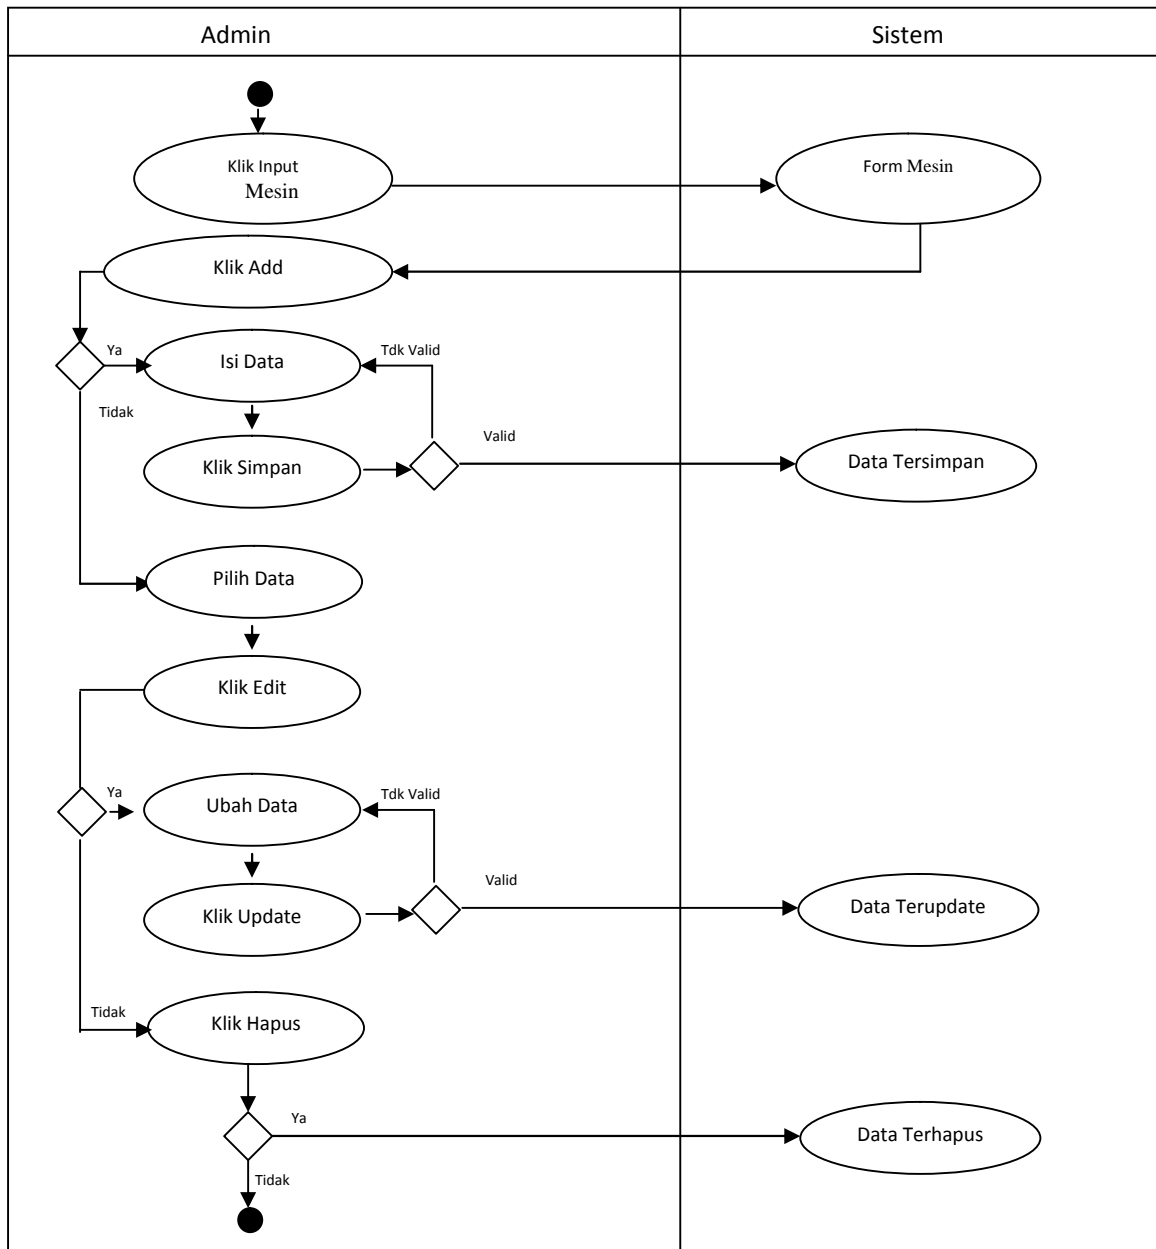 Admin
Sistem
Klik Input
Mesin
Form Mesin
Klik Add
Ya
Isi Data
Tdk Valid
Tidak
Klik Simpan
Valid
Data Tersimpan
Pilih Data
Klik Edit
Ya
Ubah Data
Tdk Valid
Klik Update
Valid
Data Terupdate
Tidak
Klik Hapus
Ya
Data Terhapus
Tidak